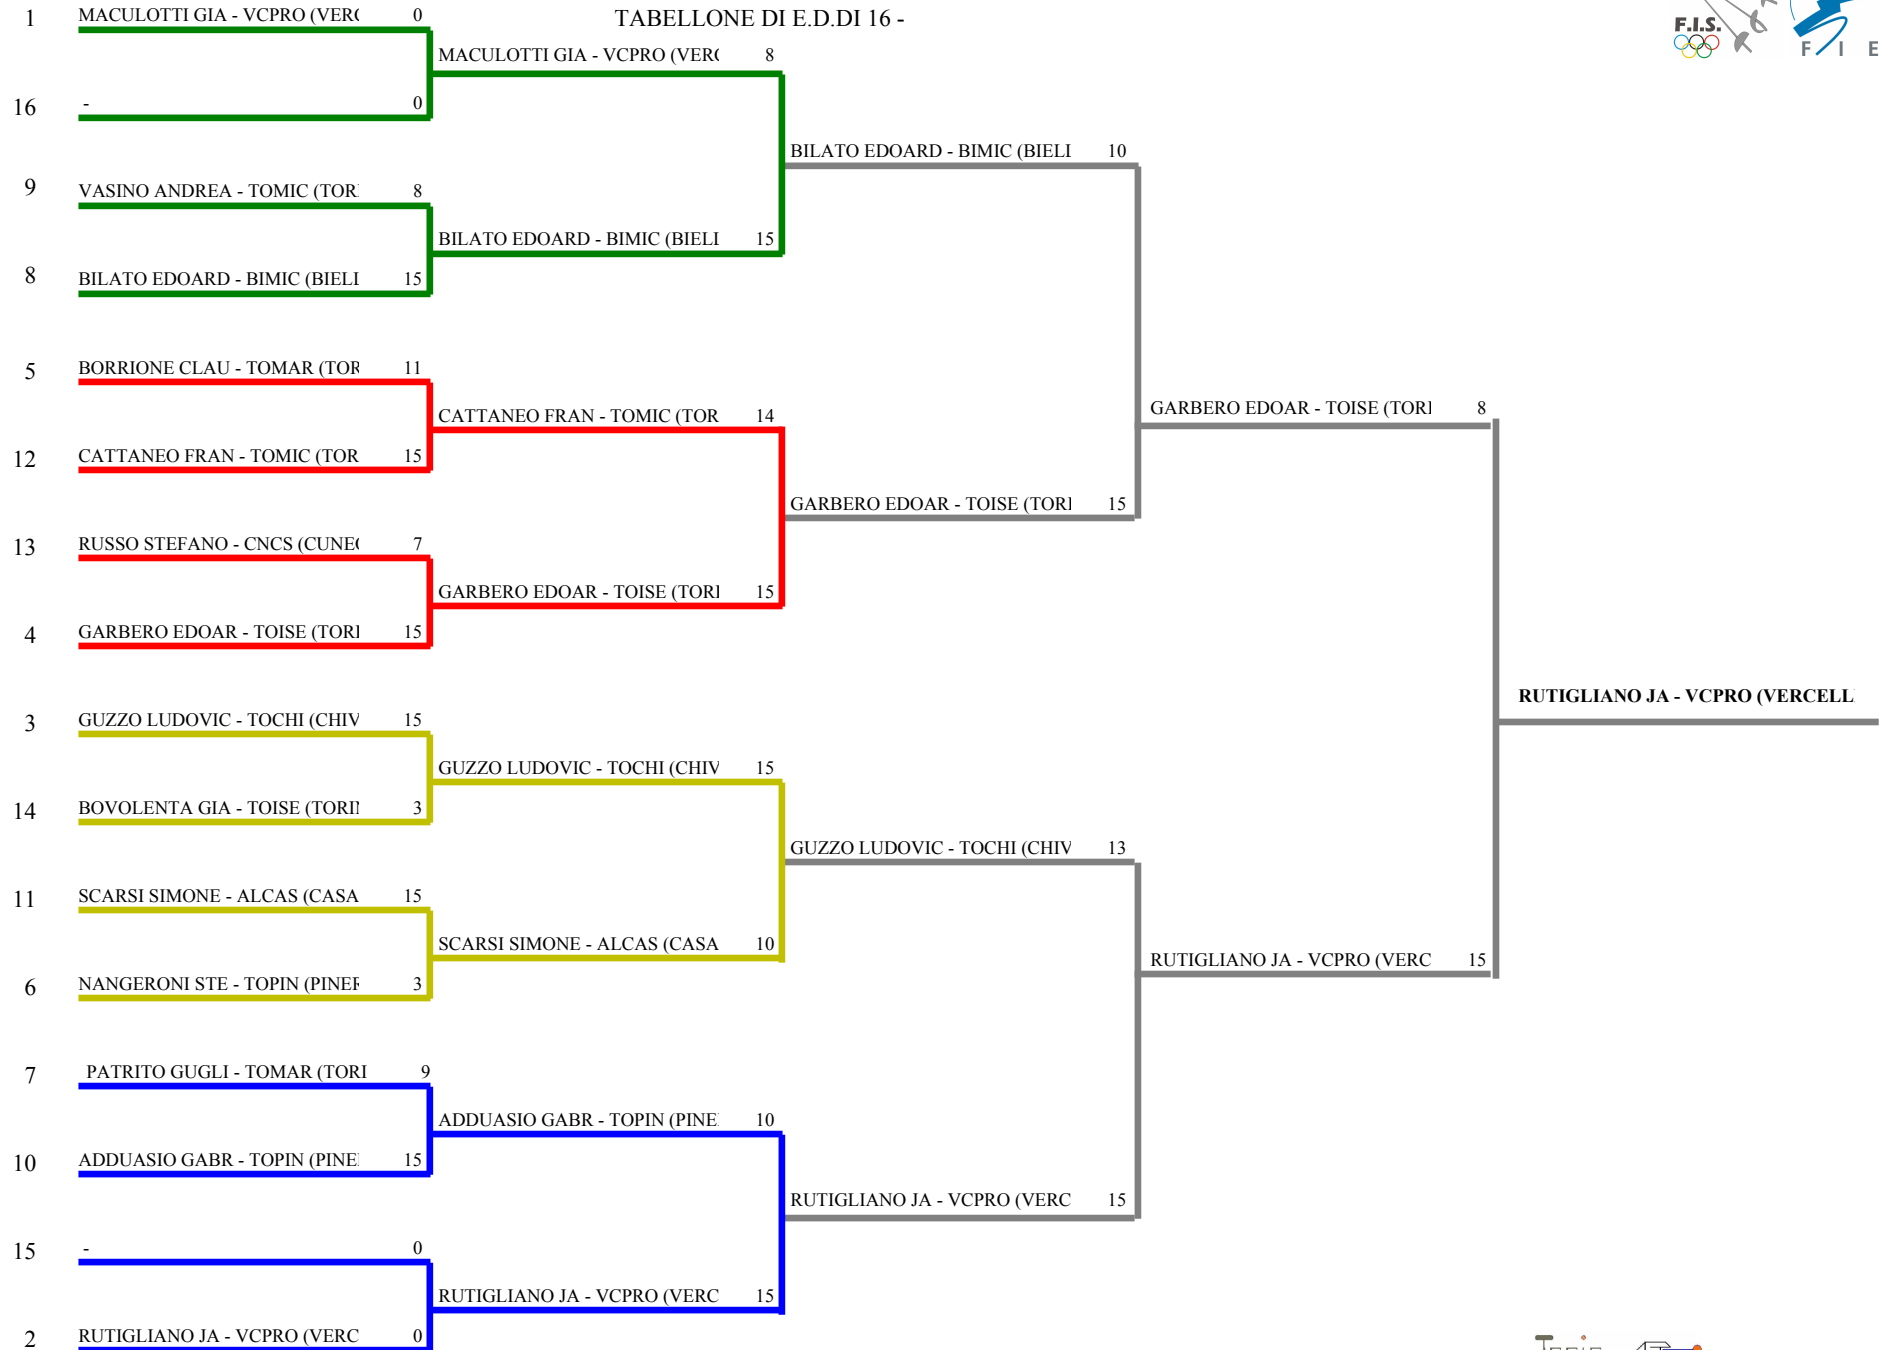 TABELLONE DI E.D.DI 16 -
F.I.S.
F I E
1 MACULOTTI GIA - VCPRO (VERC 0
MACULOTTI GIA - VCPRO (VERC 8
16 - 0
BILATO EDOARD - BIMIC (BIELI 10
9 VASINO ANDREA - TOMIC (TOR 8
BILATO EDOARD - BIMIC (BIELI 15
8 BILATO EDOARD - BIMIC (BIELI 15
5 BORRIONE CLAU - TOMAR (TOR 11
CATTANEO FRAN - TOMIC (TOR 14
GARBERO EDOAR - TOISE (TORI 8
12 CATTANEO FRAN - TOMIC (TOR 15
GARBERO EDOAR - TOISE (TORI 15
13 RUSSO STEFANO - CNCS (CUNEO 7
GARBERO EDOAR - TOISE (TORI 15
4 GARBERO EDOAR - TOISE (TORI 15
RUTIGLIANO JA - VCPRO (VERCELL
3 GUZZO LUDOVIC - TOCHI (CHIV 15
GUZZO LUDOVIC - TOCHI (CHIV 15
14 BOVOLENTA GIA - TOISE (TORIN 3
GUZZO LUDOVIC - TOCHI (CHIV 13
11 SCARSI SIMONE - ALCAS (CASA 15
SCARSI SIMONE - ALCAS (CASA 10
RUTIGLIANO JA - VCPRO (VERC 15
6 NANGERONI STE - TOPIN (PINER 3
7 PATRITO GUGLI - TOMAR (TORI 9
ADDUASIO GABR - TOPIN (PINE 10
10 ADDUASIO GABR - TOPIN (PINE 15
RUTIGLIANO JA - VCPRO (VERC 15
15 - 0
RUTIGLIANO JA - VCPRO (VERC 15
2 RUTIGLIANO JA - VCPRO (VERC 0